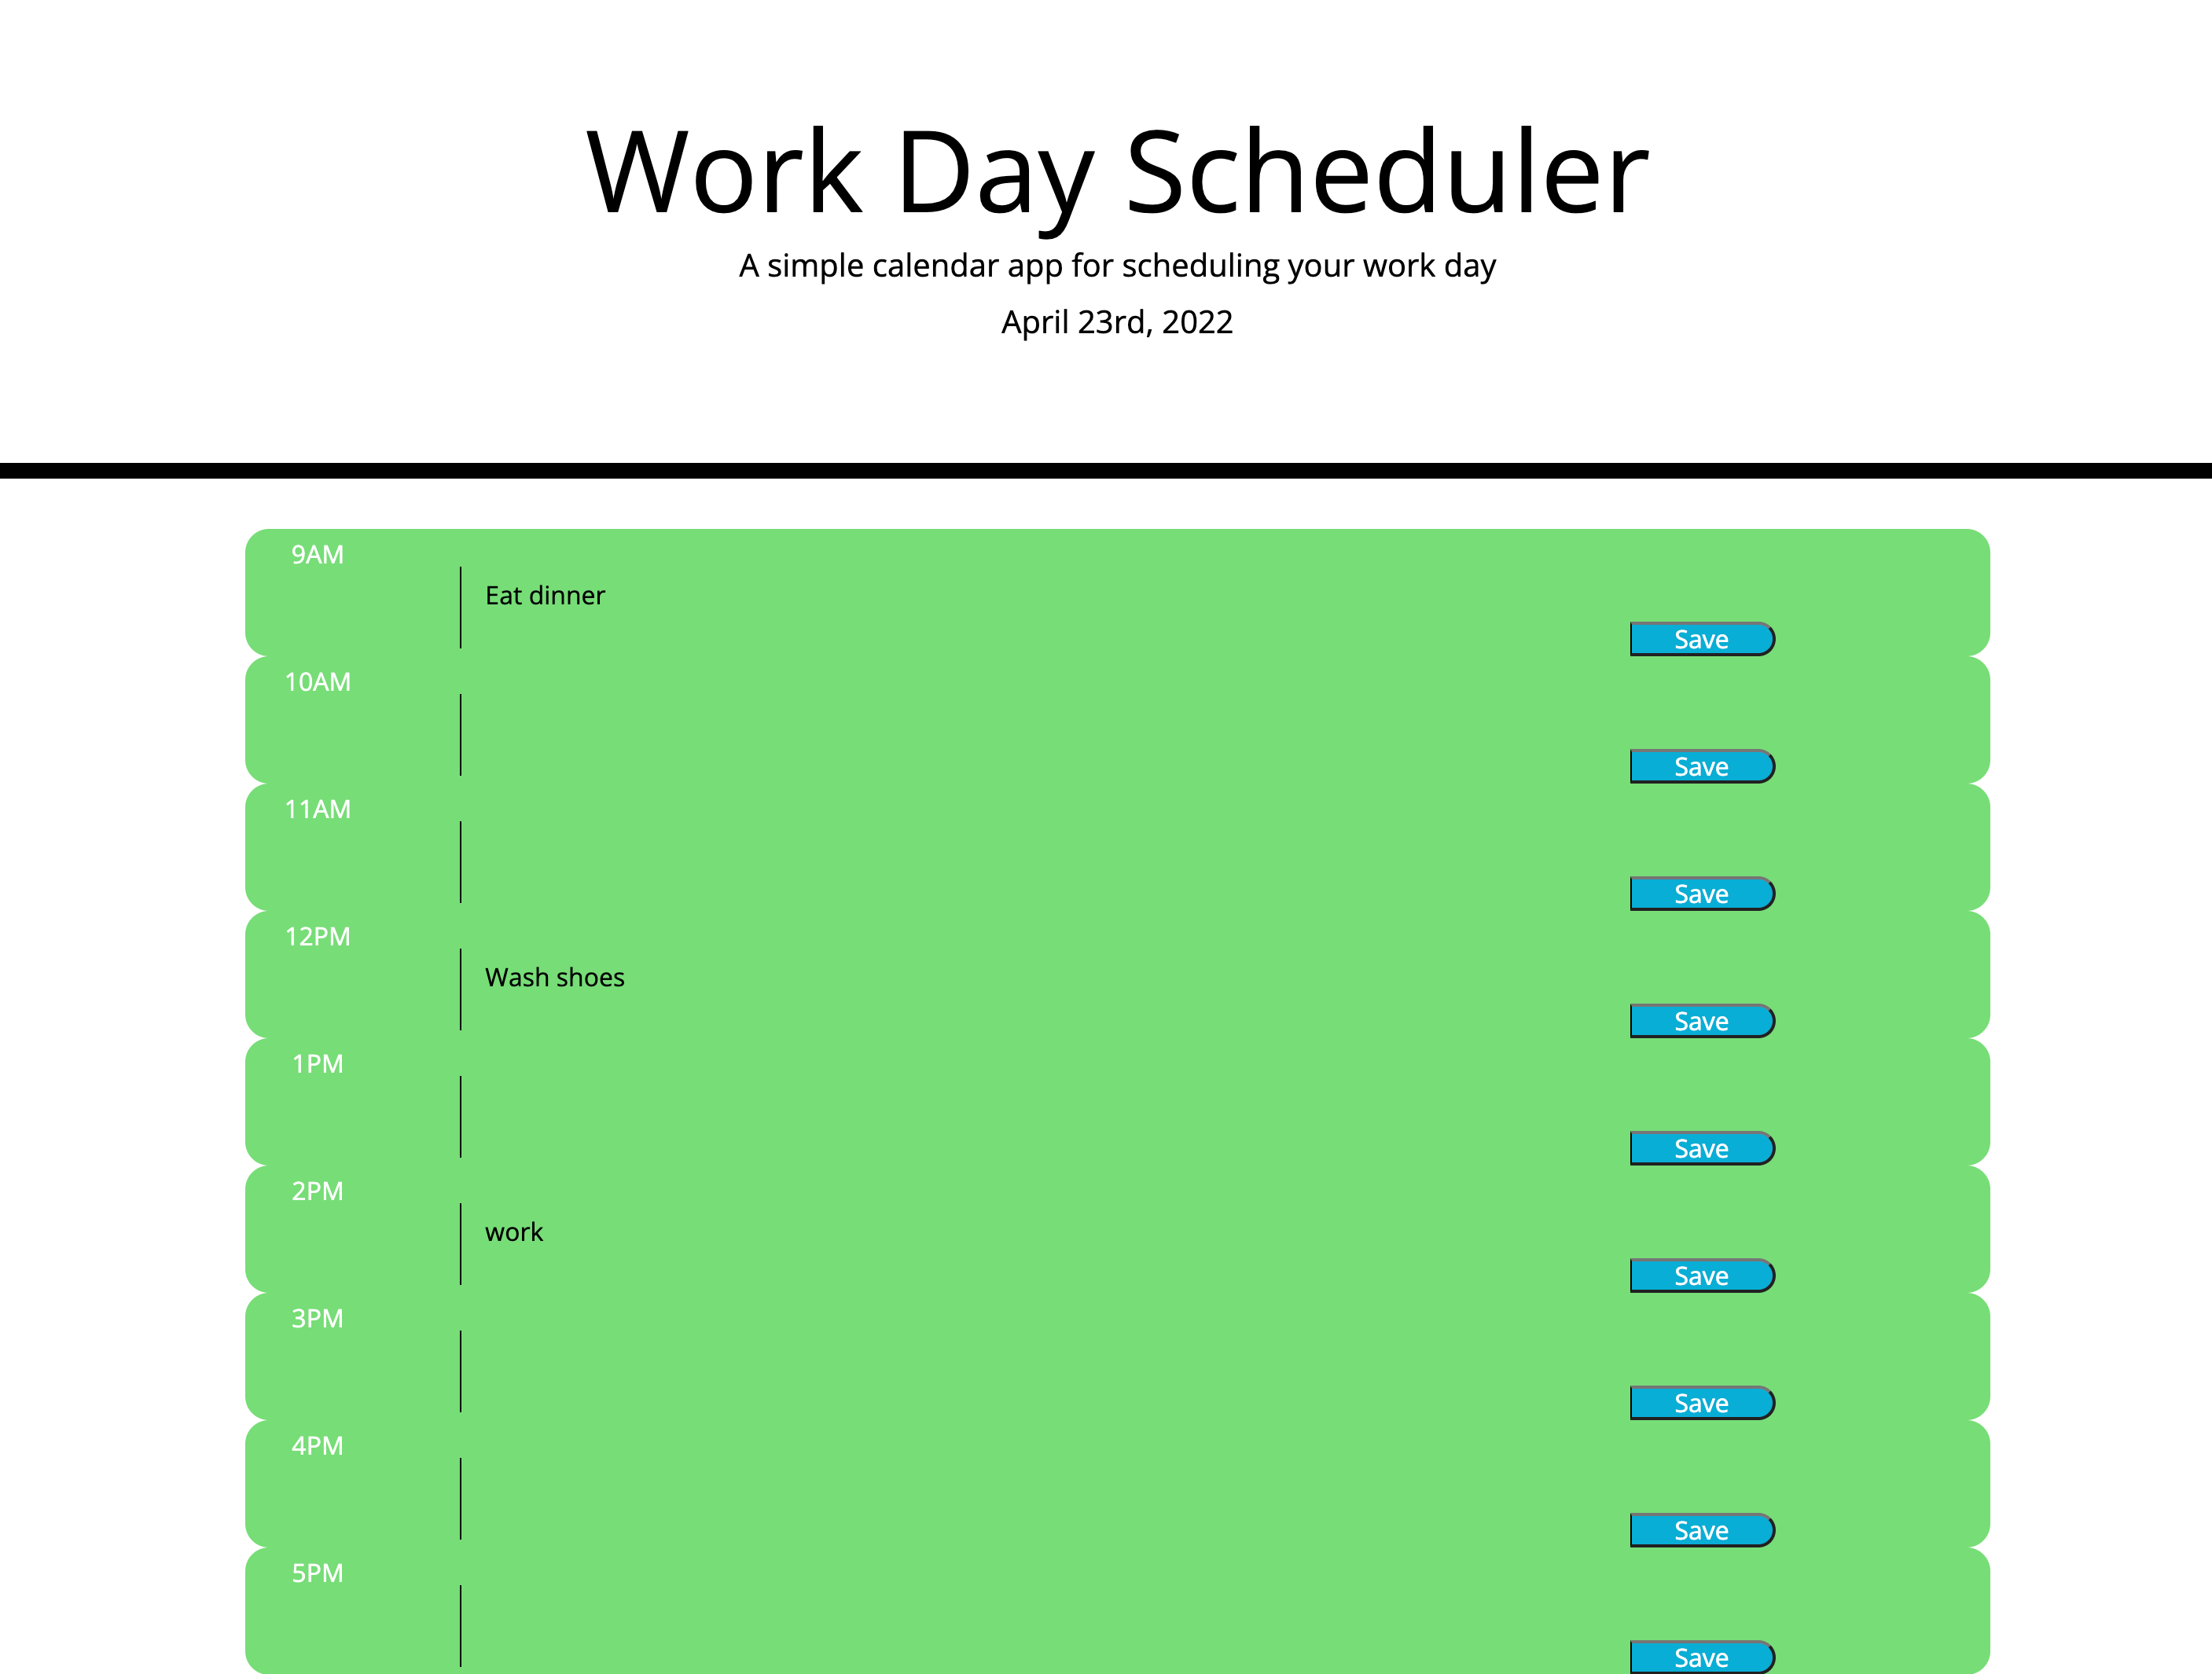 Work Day Scheduler
A simple calendar app for scheduling your work day
April 23rd, 2022
9AM
Eat dinner
Save
10AM
Save
11AM
Save
12PM
Wash shoes
Save
1PM
Save
2PM
work
Save
3PM
Save
4PM
Save
5PM
Save